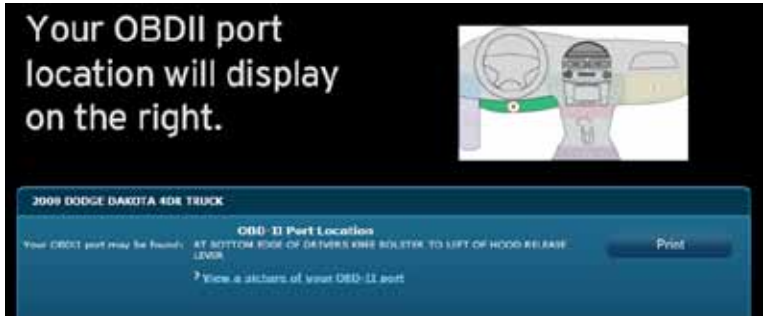 Your OBDII port
location will display
on the right.
2009 DODGE DAKOTA 4DR TRUCK
OBD-II Port Location
Your OBDII port may be found: AT BOTTOM EDGE OF DRIVERS KNEE BOLSTER TO LEFT OF HOOD RELEASE
LEVER
Print
View a picture of your OBD-II port